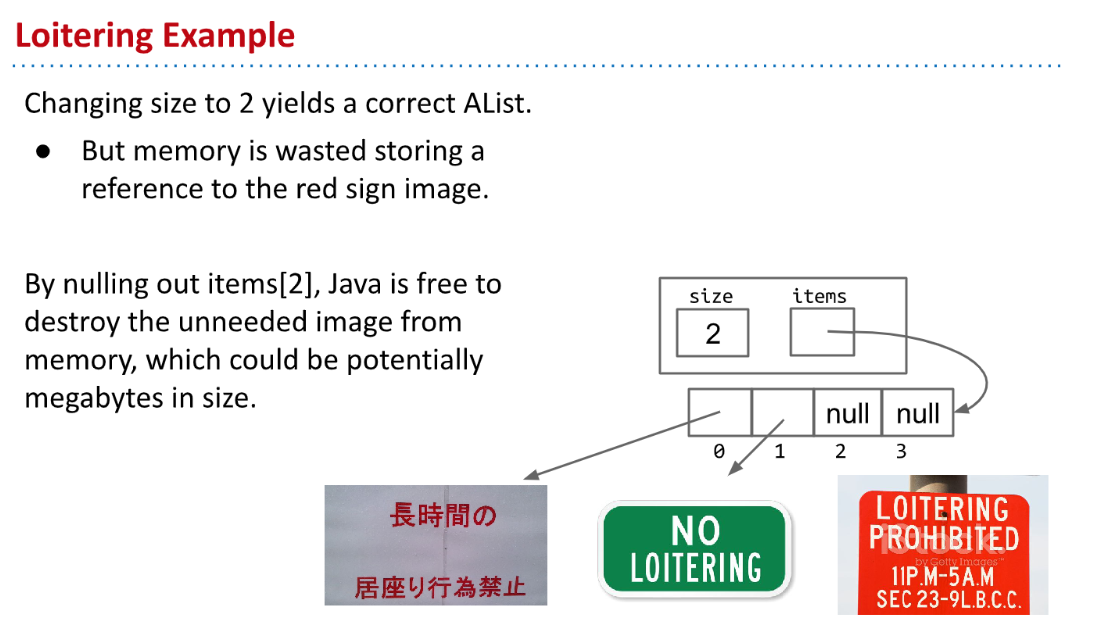 Loitering Example
Changing size to 2 yields a correct AList.
● But memory is wasted storing a
reference to the red sign image.
By nulling out items[2], Java is free to
destroy the unneeded image from
memory, which could be potentially
megabytes in size.
size items
2
null null
0 1 2 3
長時間の
居座り行為禁止
NO
LOITERING
LOITERING
PROHIBITED
iStock.
by Getty Images™
11P.M-5A.M
SEC 23-9L.B.C.C.